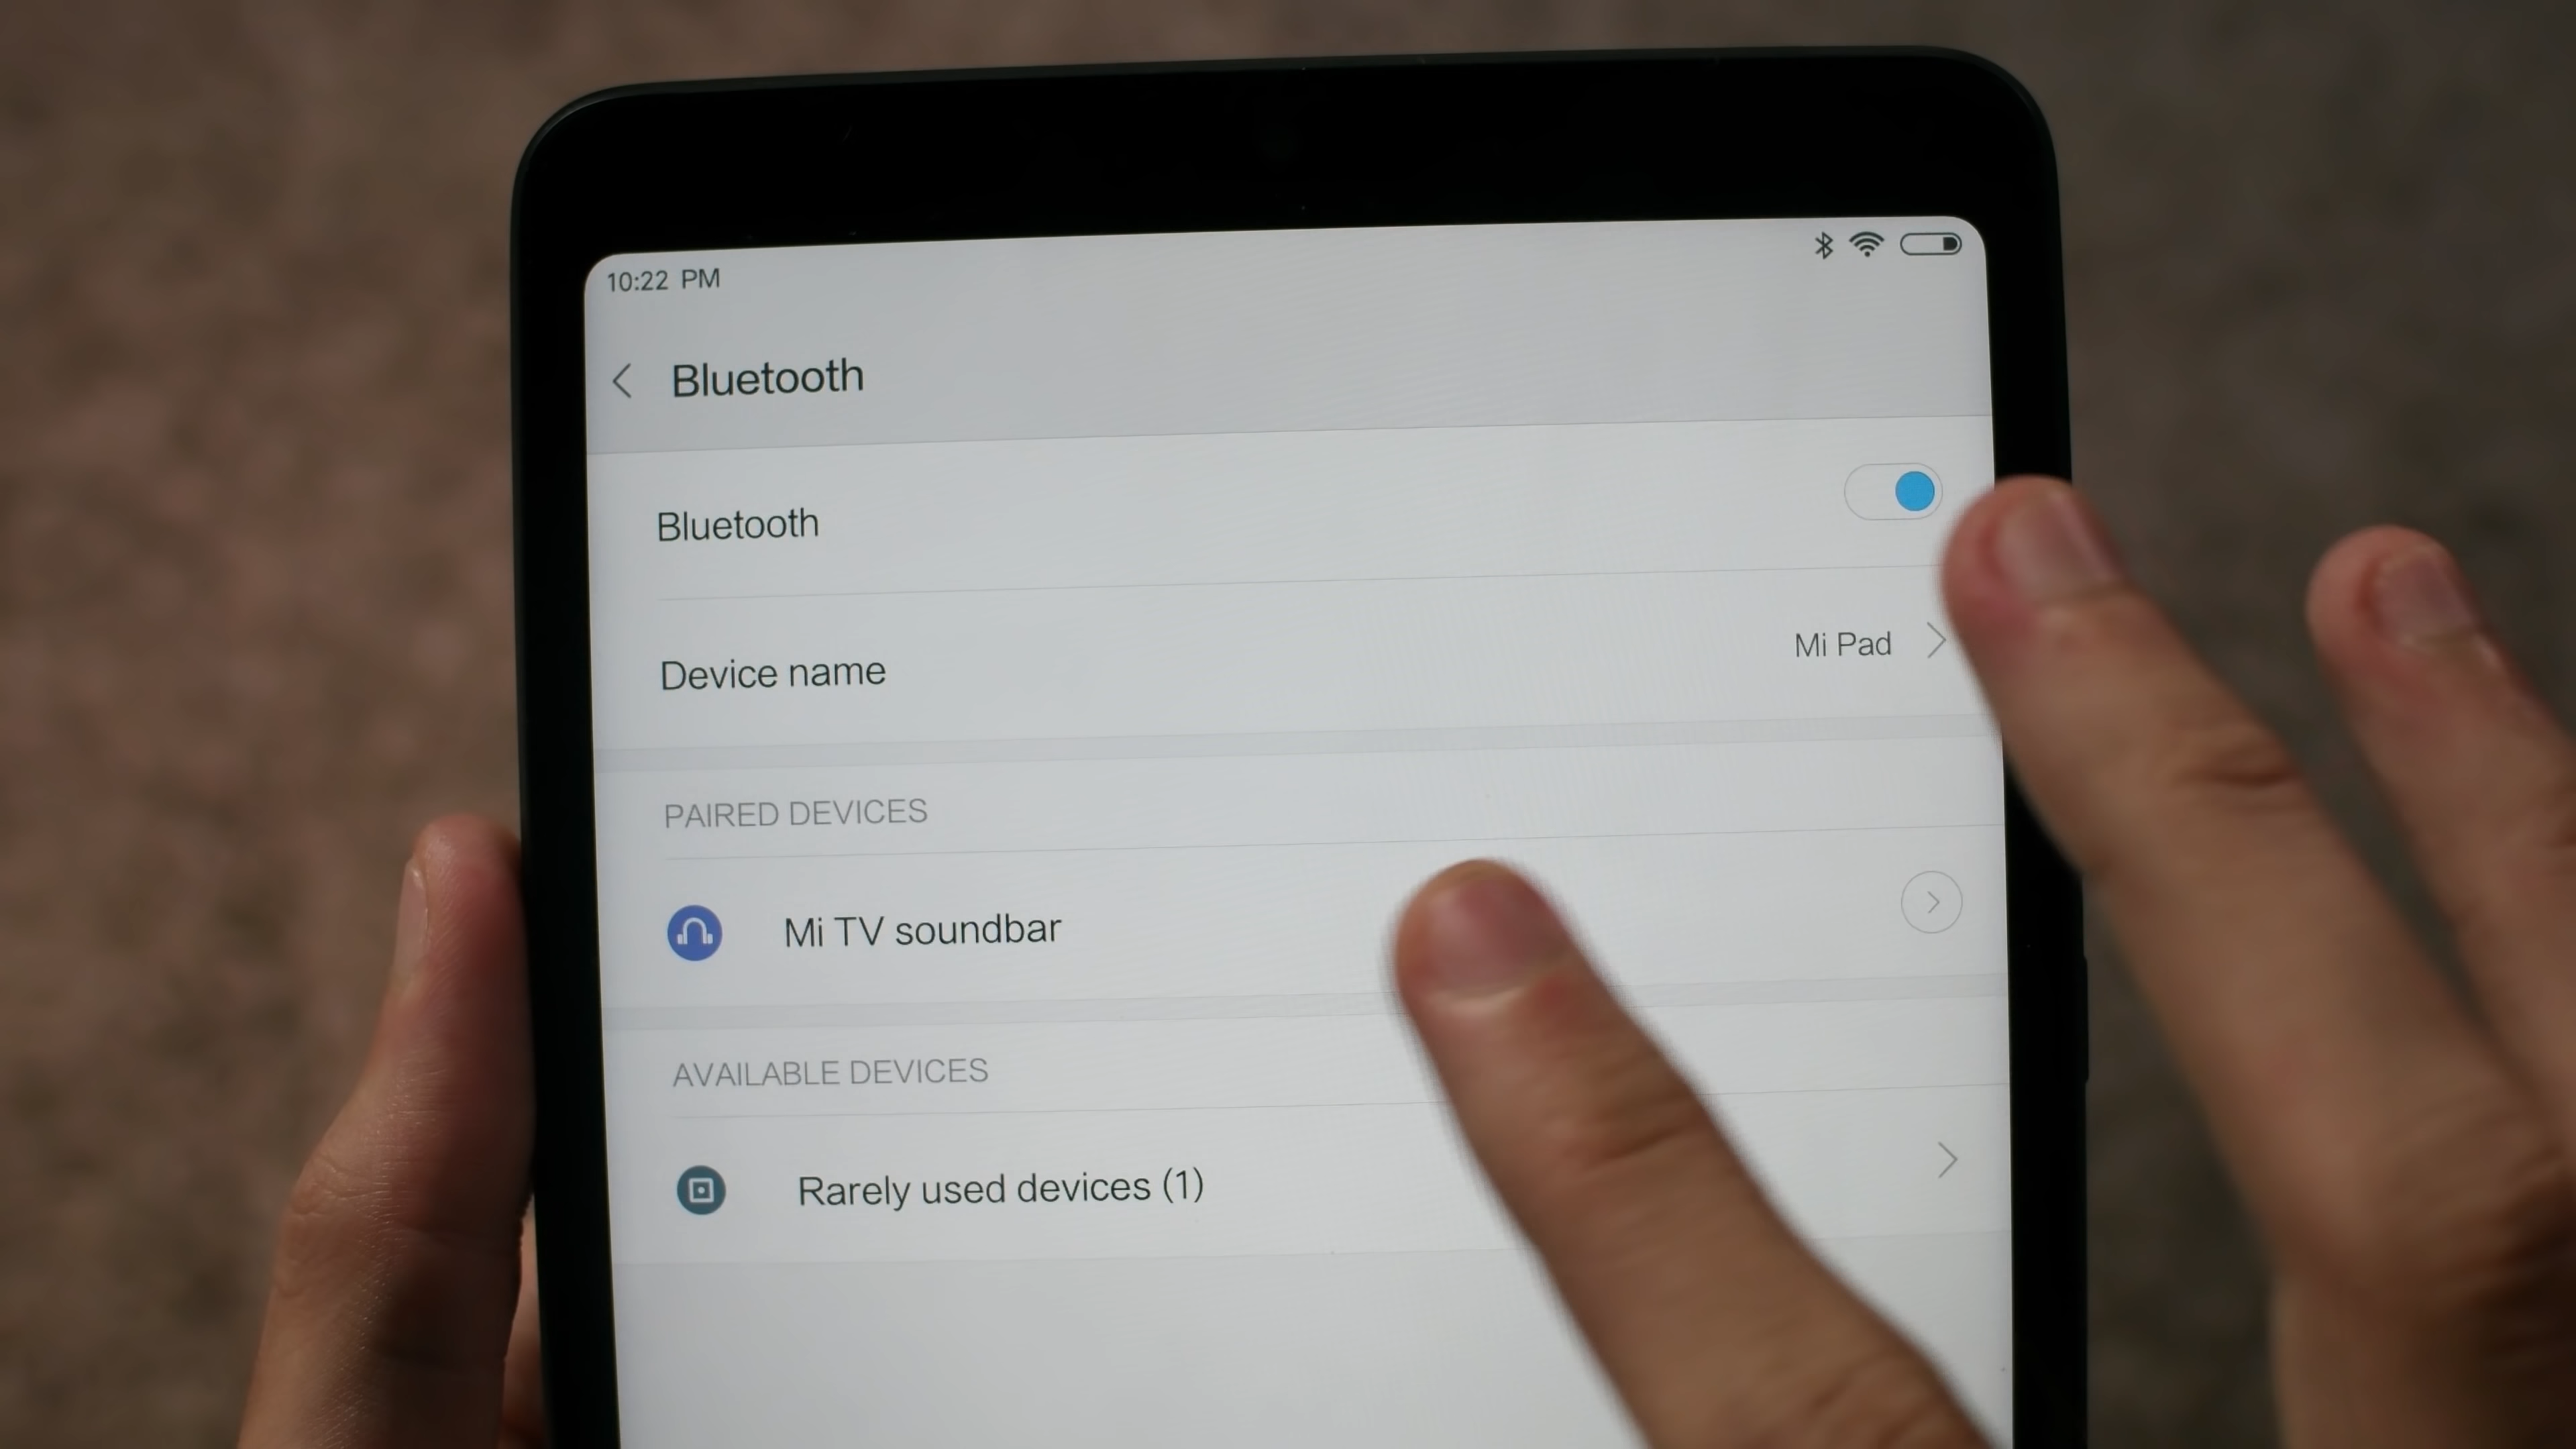 10:22 PM
Bluetooth
Bluetooth
Device name
Mi Pad
PAIRED DEVICES
Mi TV soundbar
AVAILABLE DEVICES
Rarely used devices (1)